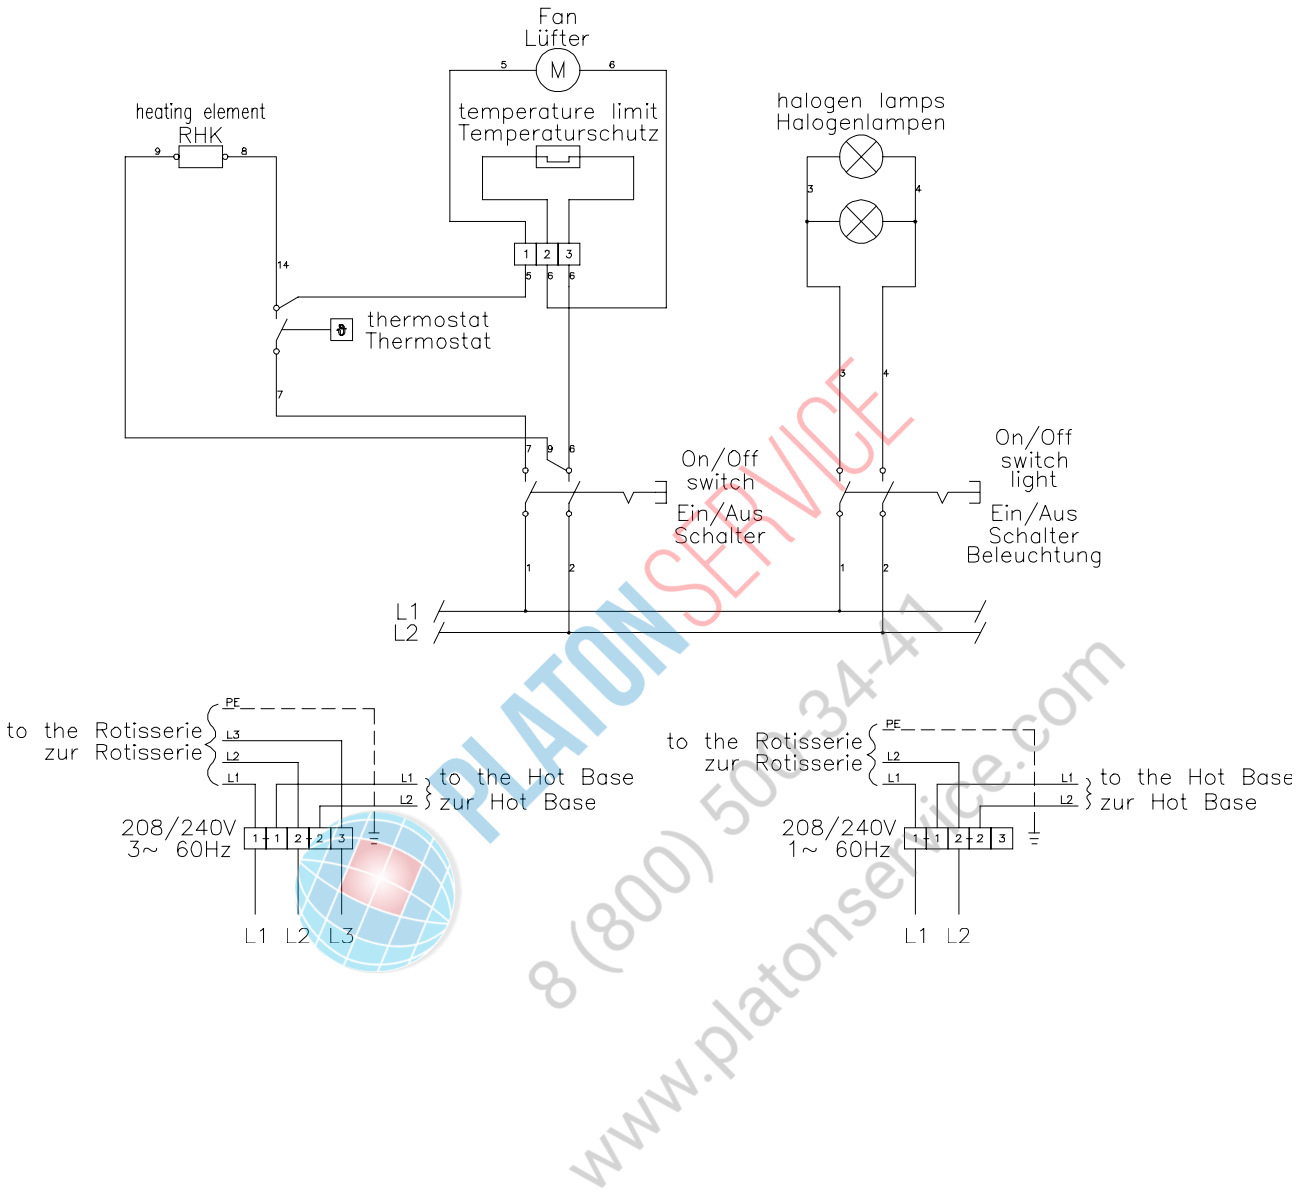 Fan
Lüfter
5
M
6
heating element
RHK
9
8
temperature limit
Temperaturschutz
halogen lamps
Halogenlampen
3
4
1 2 3
14
5 6 6
thermostat
Thermostat
7
3
4
7 9 6
On/Off
switch
Ein/Aus
Schalter
On/Off
switch
light
Ein/Aus
Schalter
Beleuchtung
1 2
1 2
L1
L2
PE
L3
L2
L1
to the Rotisserie
zur Rotisserie
L1
L2
to the Hot Base
zur Hot Base
208/240V
3~ 60Hz
1 1 2 2 3
L1 L2 L3
PE
L2
L1
to the Rotisserie
zur Rotisserie
L1
L2
to the Hot Base
zur Hot Base
208/240V
1~ 60Hz
1 1 2 2 3
L1 L2
PLATONSERVICE
8 (800) 500-34-41
www.platonservice.com